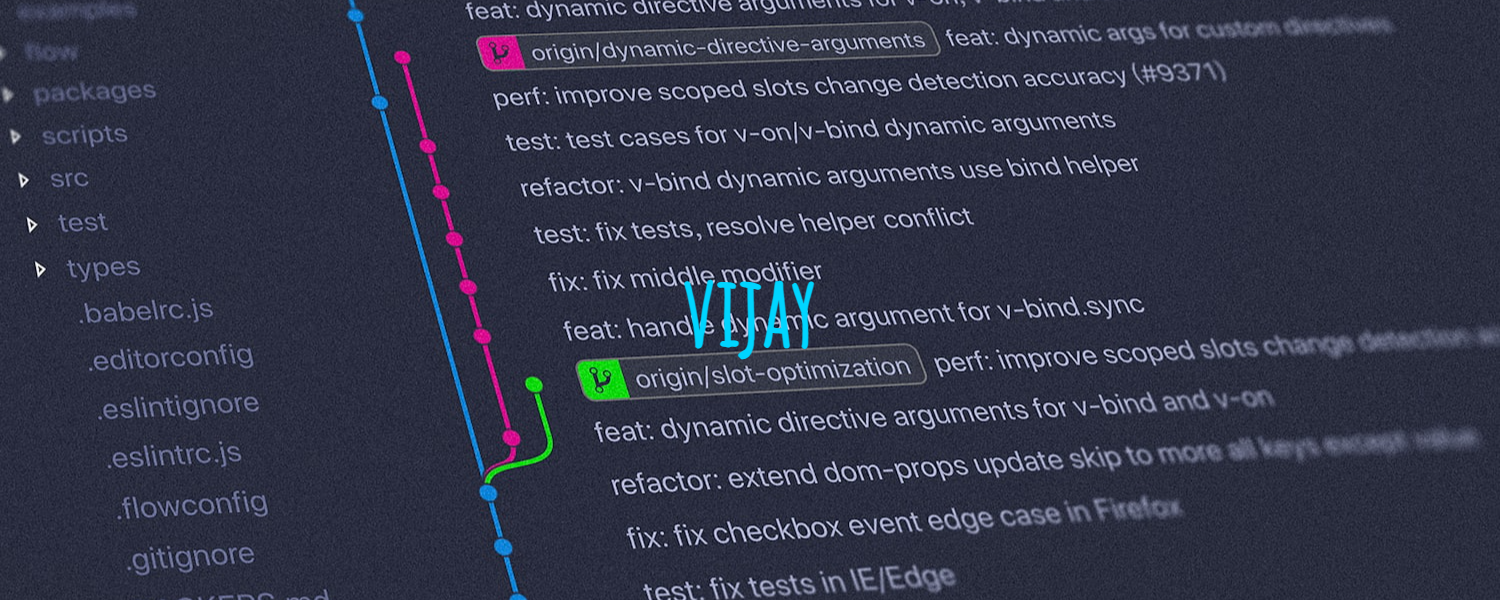 examples
flow
packages
scripts
src
test
types
.babelrc.js
.editorconfig
.eslintignore
.eslintrc.js
.flowconfig
.gitignore
feat: dynamic directive arguments for v-on, v-bind
origin/dynamic-directive-arguments feat: dynamic args for custom directives
perf: improve scoped slots change detection accuracy (#9371)
test: test cases for v-on/v-bind dynamic arguments
refactor: v-bind dynamic arguments use bind helper
test: fix tests, resolve helper conflict
fix: fix middle modifier
VIJAY
feat: handle dynamic argument for v-bind.sync
origin/slot-optimization perf: improve scoped slots change detection
feat: dynamic directive arguments for v-bind and v-on
refactor: extend dom-props update skip to more all keys except value
fix: fix checkbox event edge case in Firefox
test: fix tests in IE/Edge